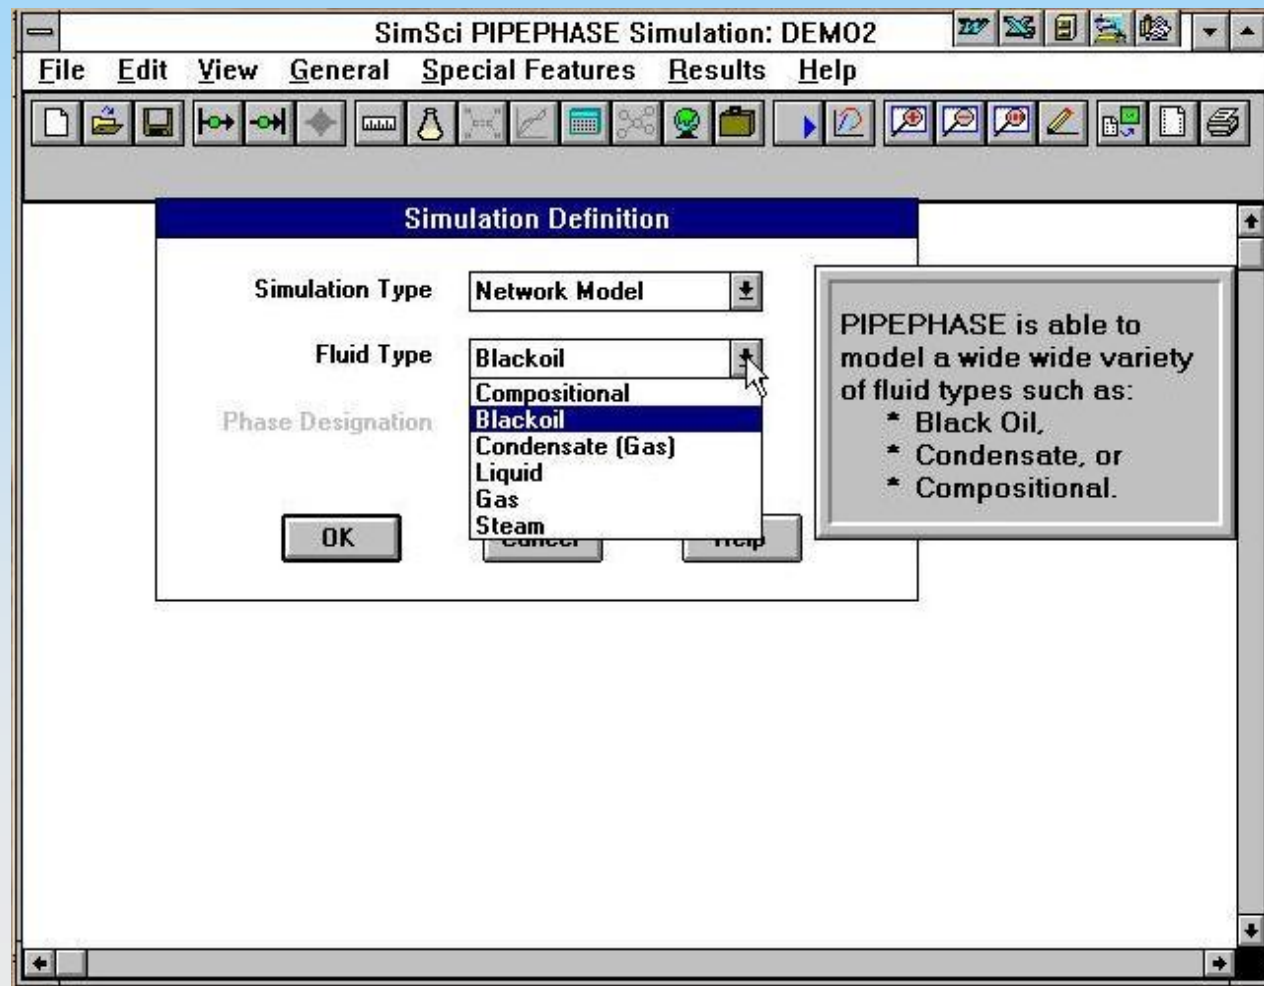 SimSci PIPEPHASE Simulation: DEMO2
File Edit View General Special Features Results Help
Simulation Definition
Simulation Type Network Model
Fluid Type Blackoil
Compositional
Blackoil
Phase Designation
Condensate (Gas)
Liquid
Gas
Steam
OK Cancel Help
PIPEPHASE is able to
model a wide wide variety
of fluid types such as:
* Black Oil,
* Condensate, or
* Compositional.